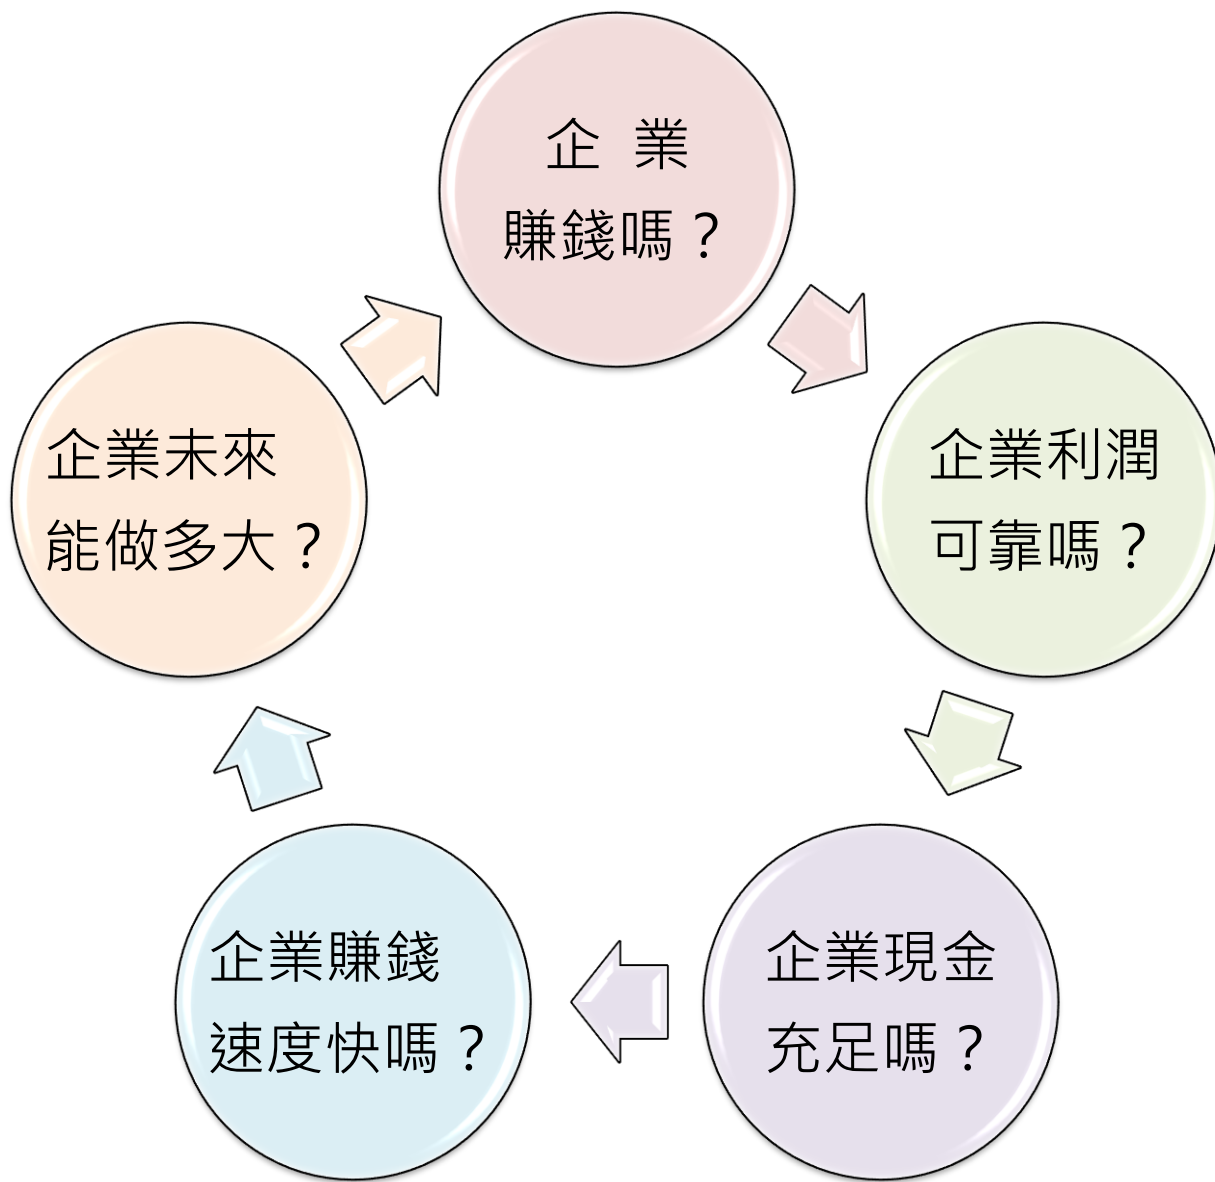 企 業
賺錢嗎？
企業利潤
可靠嗎？
企業現金
充足嗎？
企業賺錢
速度快嗎？
企業未來
能做多大？